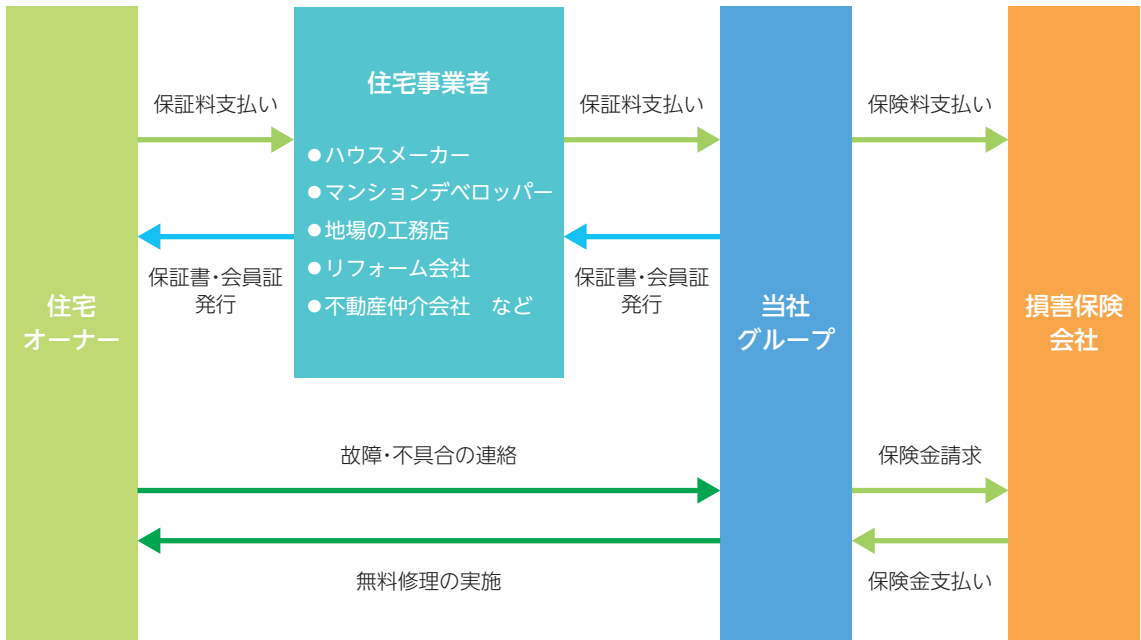 住宅事業者
保証料支払い
保証料支払い
保険料支払い
●ハウスメーカー
●マンションデベロッパー
●地場の工務店
●リフォーム会社
●不動産仲介会社　など
保証書・会員証
発行
保証書・会員証
発行
住宅
オーナー
当社
グループ
損害保険
会社
故障・不具合の連絡
保険金請求
無料修理の実施
保険金支払い